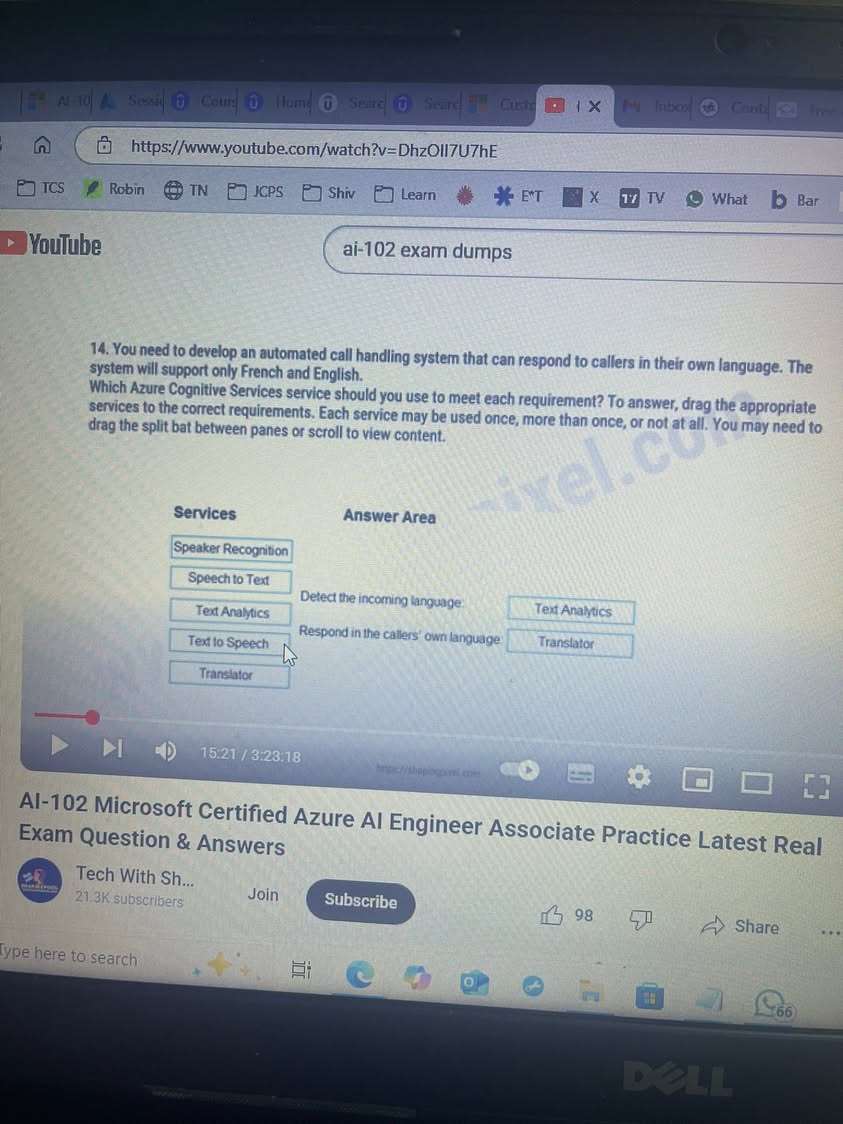 AI-10
Sessi
Cours
Hom
Searc
Searc
Custo
Inbox
Conta
Free
https://www.youtube.com/watch?v=DhzOIl7U7hE
TCS
Robin
TN
JCPS
Shiv
Learn
E*T
X
TV
What
Bar
YouTube
ai-102 exam dumps
14. You need to develop an automated call handling system that can respond to callers in their own language. The
system will support only French and English.
Which Azure Cognitive Services service should you use to meet each requirement? To answer, drag the appropriate
services to the correct requirements. Each service may be used once, more than once, or not at all. You may need to
drag the split bat between panes or scroll to view content.
Services
Answer Area
Speaker Recognition
Speech to Text
Text Analytics
Text to Speech
Translator
Detect the incoming language:
Text Analytics
Respond in the callers' own language:
Translator
15:21 / 3:23:18
AI-102 Microsoft Certified Azure AI Engineer Associate Practice Latest Real
Exam Question & Answers
Tech With Sh...
21.3K subscribers
Join
Subscribe
98
Share
...
Type here to search
66
DELL